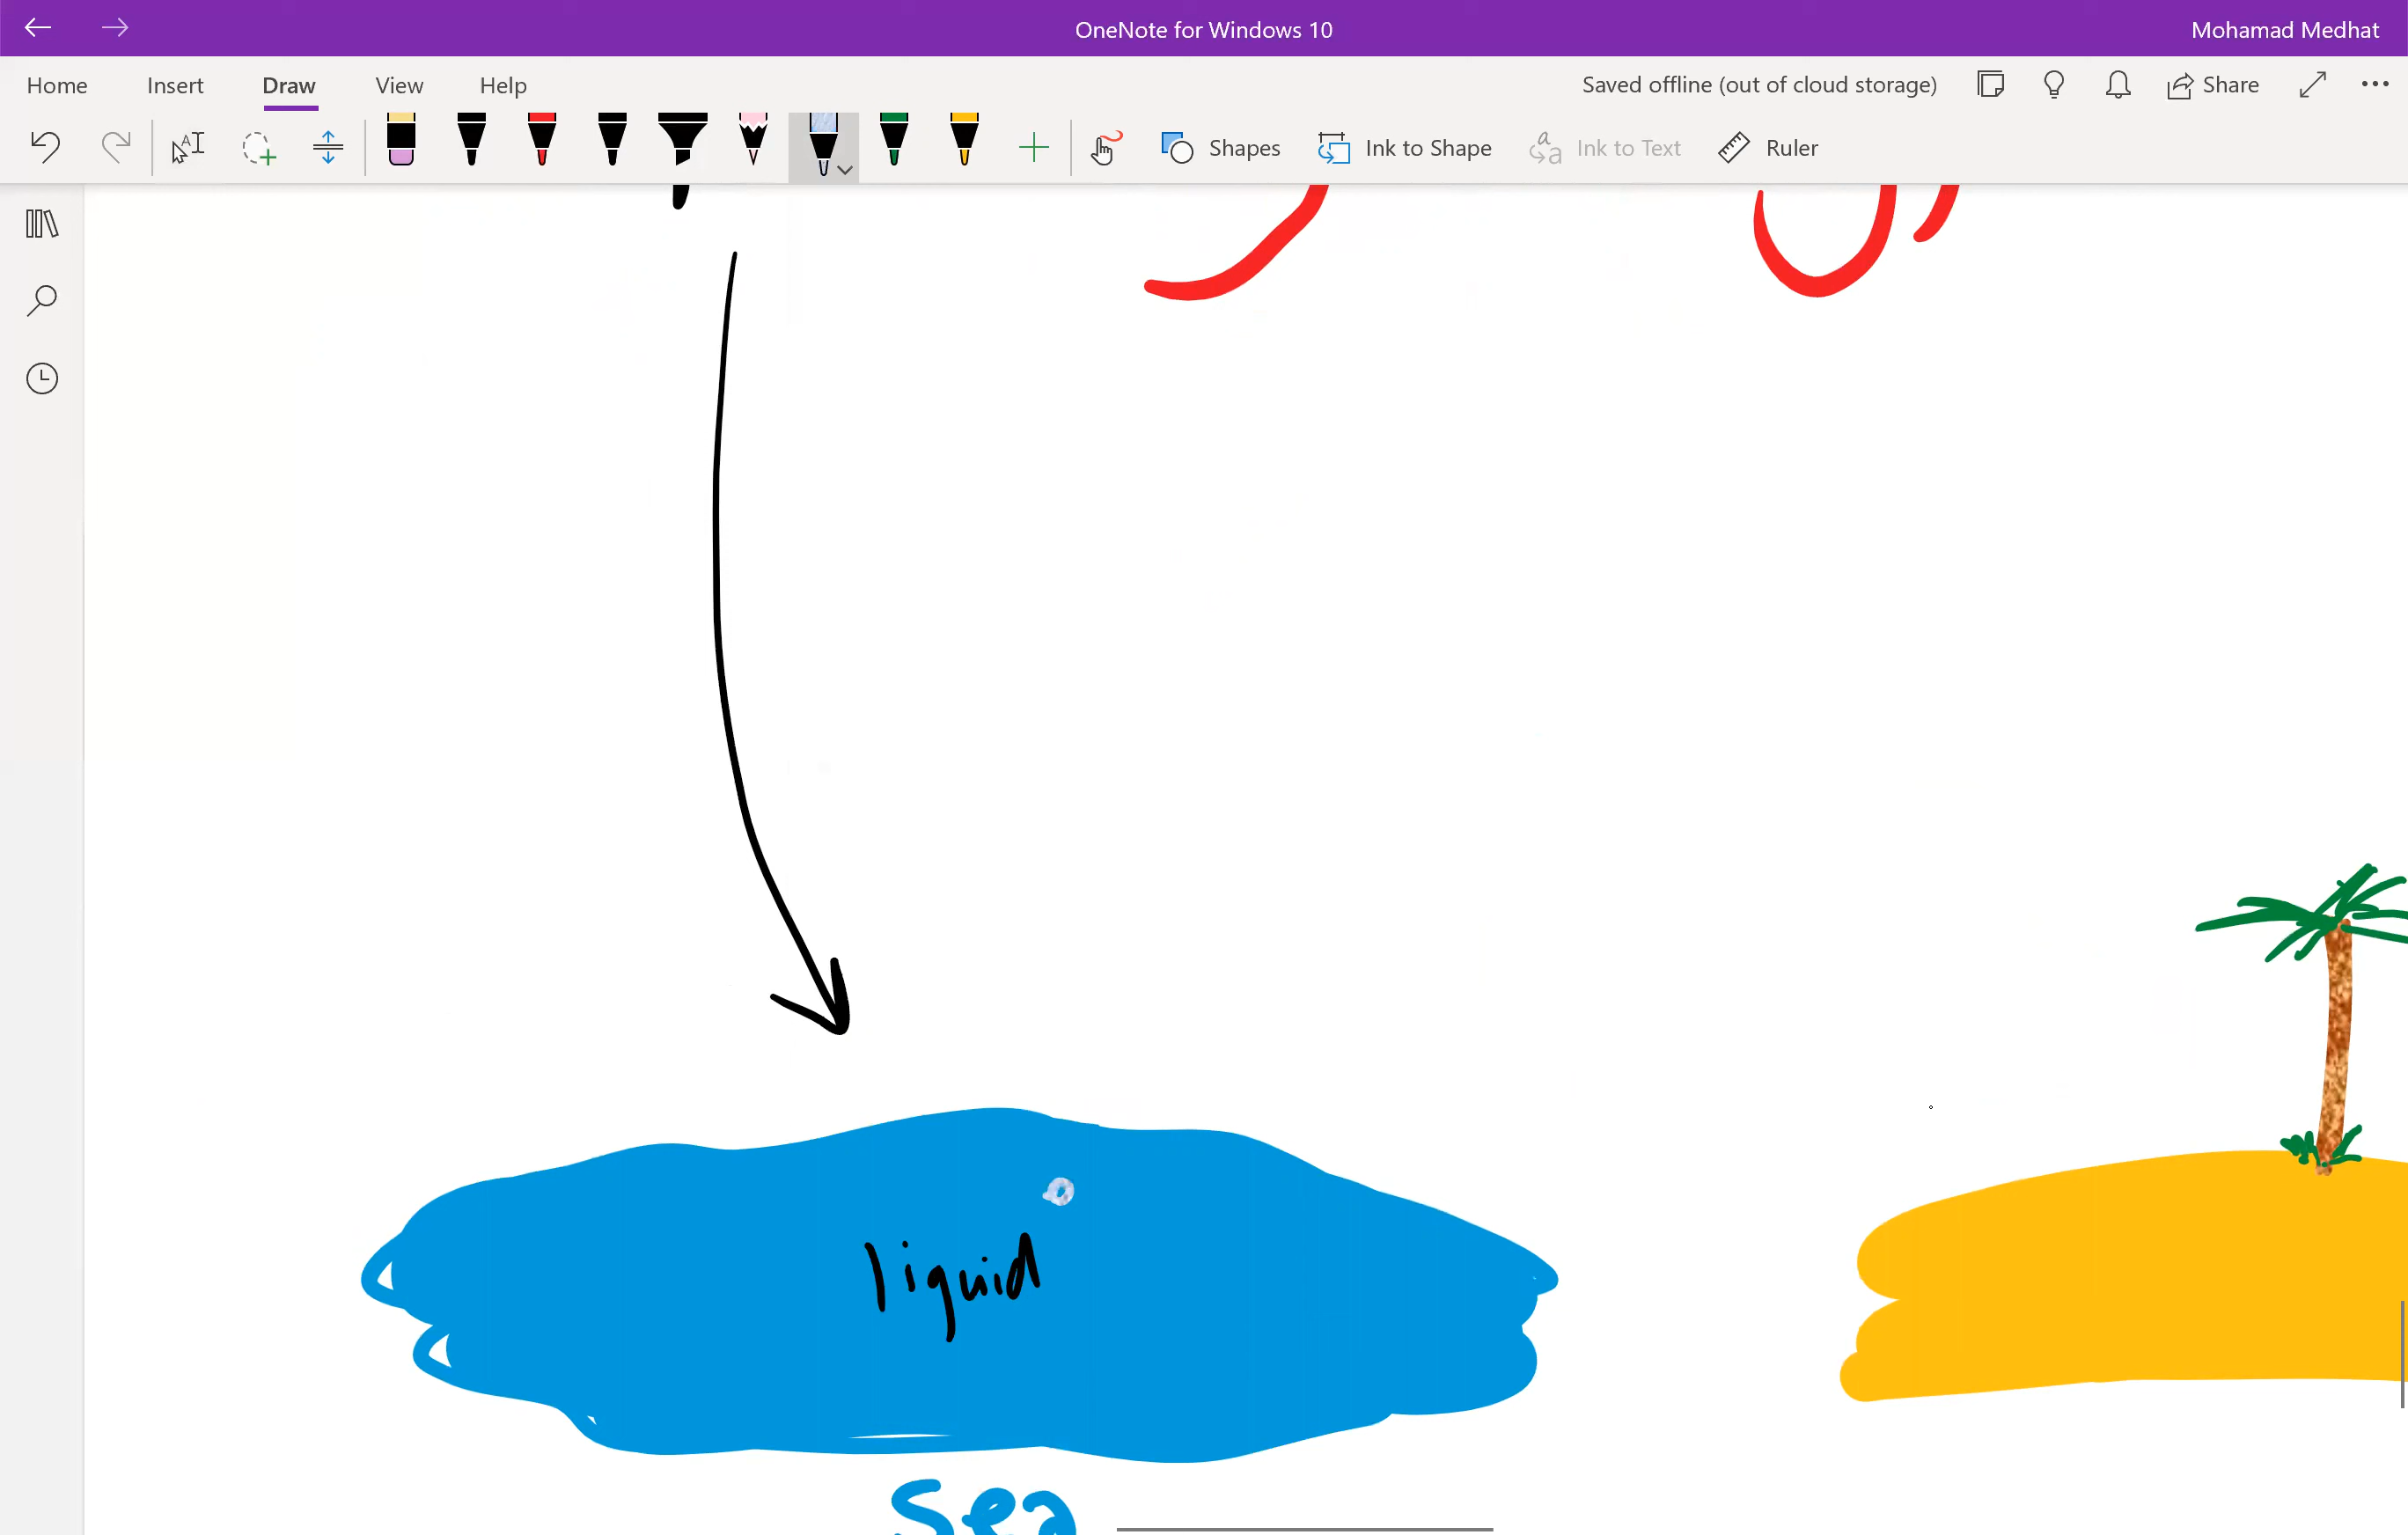 OneNote for Windows 10
Mohamad Medhat
Home Insert Draw View Help
Saved offline (out of cloud storage)
Share
Shapes
Ink to Shape
Ink to Text
Ruler
liquid
Sea